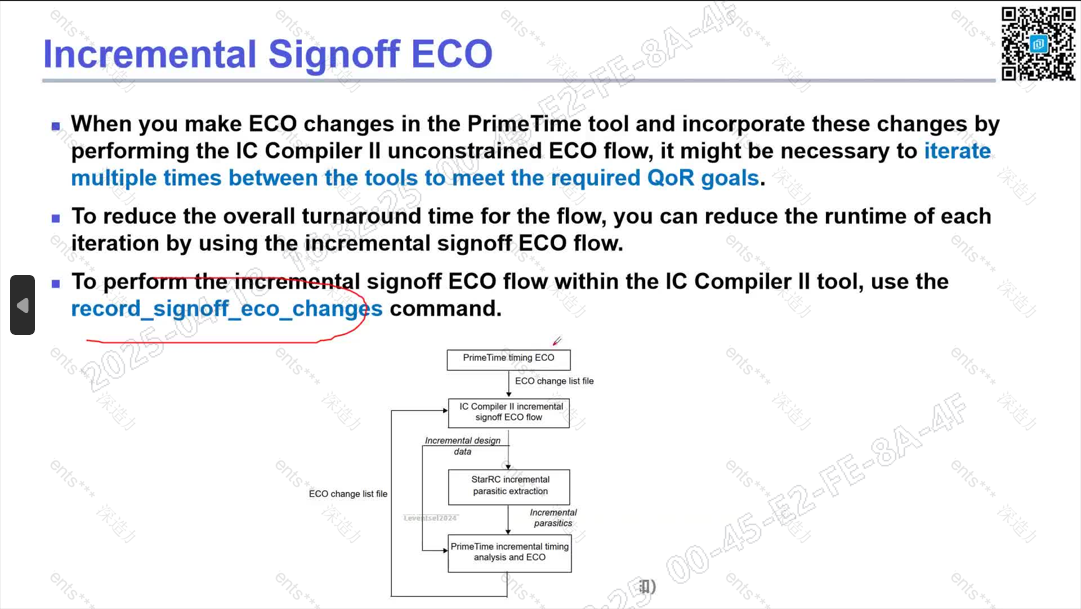 Incremental Signoff ECO
When you make ECO changes in the PrimeTime tool and incorporate these changes by
performing the IC Compiler II unconstrained ECO flow, it might be necessary to iterate
multiple times between the tools to meet the required QoR goals.
To reduce the overall turnaround time for the flow, you can reduce the runtime of each
iteration by using the incremental signoff ECO flow.
To perform the incremental signoff ECO flow within the IC Compiler II tool, use the
record_signoff_eco_changes command.
PrimeTime timing ECO
ECO change list file
IC Compiler II incremental
signoff ECO flow
Incremental design
data
StarRC incremental
parasitic extraction
ECO change list file
Incremental
parasitics
PrimeTime incremental timing
analysis and ECO